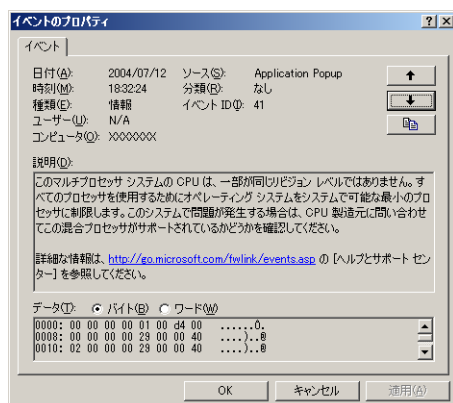 イベントのプロパティ
イベント
日付(A): 2004/07/12 ソース(S): Application Popup
時刻(M): 18:32:24 分類(R): なし
種類(E): 情報 イベント ID(I): 41
ユーザー(U): N/A
コンピュータ(O): XXXXXXX
説明(D):
このマルチプロセッサ システムの CPU は、一部が同じリビジョン レベルではありません。す
べてのプロセッサを使用するためにオペレーティング システムをシステムで可能な最小のプロ
セッサに制限します。このシステムで問題が発生する場合は、CPU 製造元に問い合わせ
てこの混合プロセッサがサポートされているかどうかを確認してください。
詳細な情報は、http://go.microsoft.com/fwlink/events.asp の [ヘルプとサポート セン
ター] を参照してください。
データ(T): バイト(B) ワード(W)
0000: 00 00 00 00 01 00 d4 00 ......Ô.
0008: 00 00 00 00 29 00 00 40 ....)..@
0010: 02 00 00 00 29 00 00 40 ....)..@
OK キャンセル 適用(A)